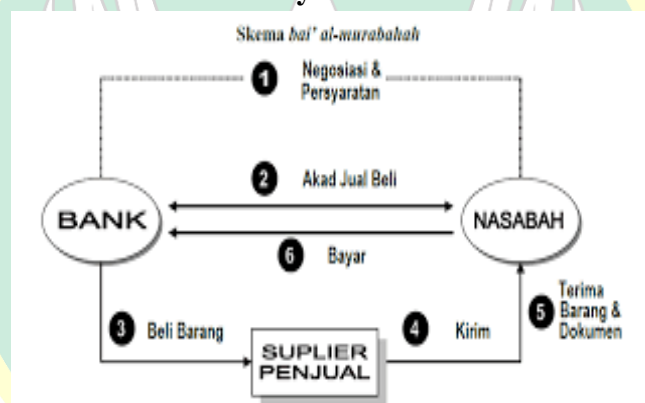 Skema bai' al-murabahah
1 Negosiasi &
Persyaratan
2 Akad Jual Beli
BANK
NASABAH
6 Bayar
3 Beli Barang
SUPLIER
PENJUAL
4 Kirim
5 Terima
Barang &
Dokumen